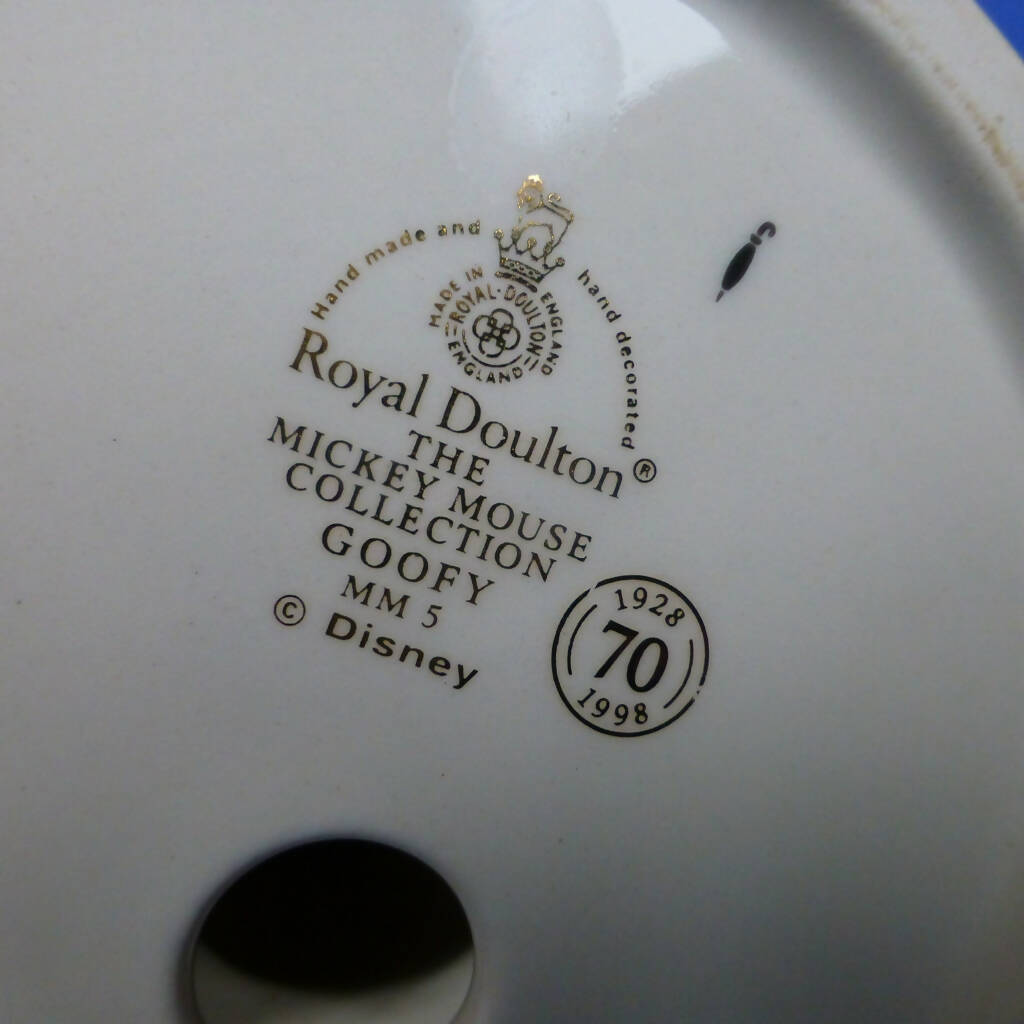 Hand made and hand decorated
MADE IN ENGLAND
ROYAL·DOULTON
ENGLAND
Royal Doulton®
THE
MICKEY MOUSE
COLLECTION
GOOFY
MM 5
© Disney
1928
70
1998